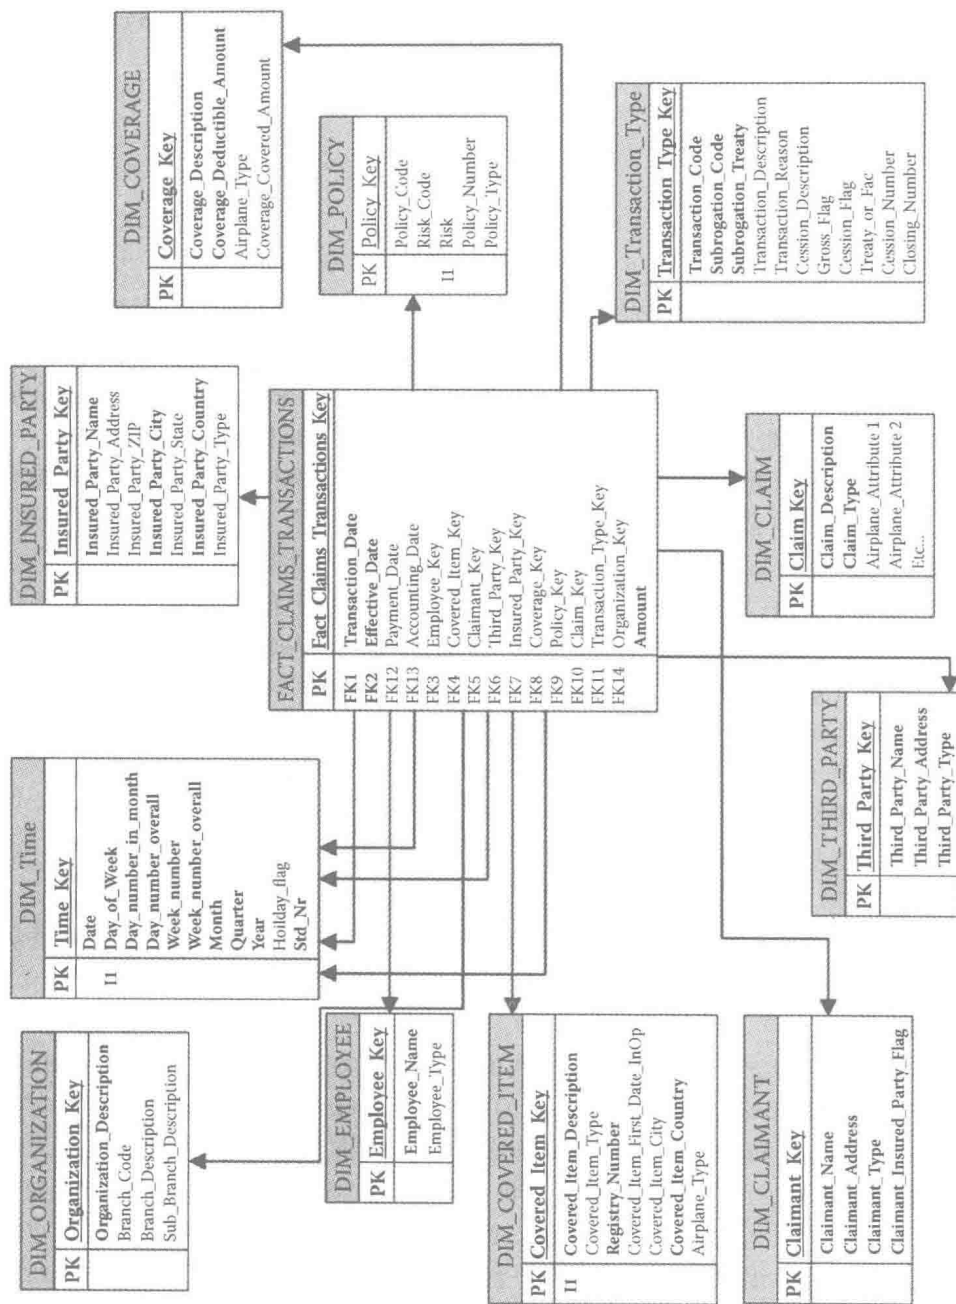 DIM_ORGANIZATION
PK Organization_Key
Organization_Description
Branch_Code
Branch_Description
Sub_Branch_Description
DIM_Time
PK Time_Key
Date
I1 Day_of_Week
Day_number_in_month
Day_number_overall
Week_number
Week_number_overall
Month
Quarter
Year
Hoilday_flag
Std_Nr
DIM_INSURED_PARTY
PK Insured_Party_Key
Insured_Party_Name
Insured_Party_Address
Insured_Party_ZIP
Insured_Party_City
Insured_Party_State
Insured_Party_Country
Insured_Party_Type
DIM_COVERAGE
PK Coverage_Key
Coverage_Description
Coverage_Deductible_Amount
Airplane_Type
Coverage_Covered_Amount
DIM_EMPLOYEE
PK Employee_Key
Employee_Name
Employee_Type
FACT_CLAIMS_TRANSACTIONS
PK Fact_Claims_Transactions_Key
FK1 Transaction_Date
FK2 Effective_Date
FK12 Payment_Date
FK13 Accounting_Date
FK3 Employee_Key
FK4 Covered_Item_Key
FK5 Claimant_Key
FK6 Third_Party_Key
FK7 Insured_Party_Key
FK8 Coverage_Key
FK9 Policy_Key
FK10 Claim_Key
FK11 Transaction_Type_Key
FK14 Organization_Key
Amount
DIM_POLICY
PK Policy_Key
Policy_Code
Risk_Code
I1 Risk
Policy_Number
Policy_Type
DIM_COVERED_ITEM
PK Covered_Item_Key
I1 Covered_Item_Description
Covered_Item_Type
Registry_Number
Covered_Item_First_Date_InOp
Covered_Item_City
Covered_Item_Country
Airplane_Type
DIM_Transaction_Type
PK Transaction_Type_Key
Transaction_Code
Subrogation_Code
Subrogation_Treaty
Transaction_Description
Transaction_Reason
Cession_Description
Gross_Flag
Cession_Flag
Treaty_or_Fac
Cession_Number
Closing_Number
DIM_CLAIMANT
PK Claimant_Key
Claimant_Name
Claimant_Address
Claimant_Type
Claimant_Insured_Party_Flag
DIM_THIRD_PARTY
PK Third_Party_Key
Third_Party_Name
Third_Party_Address
Third_Party_Type
DIM_CLAIM
PK Claim Key
Claim_Description
Claim_Type
Airplane_Attribute 1
Airplane_Attribute 2
Etc...